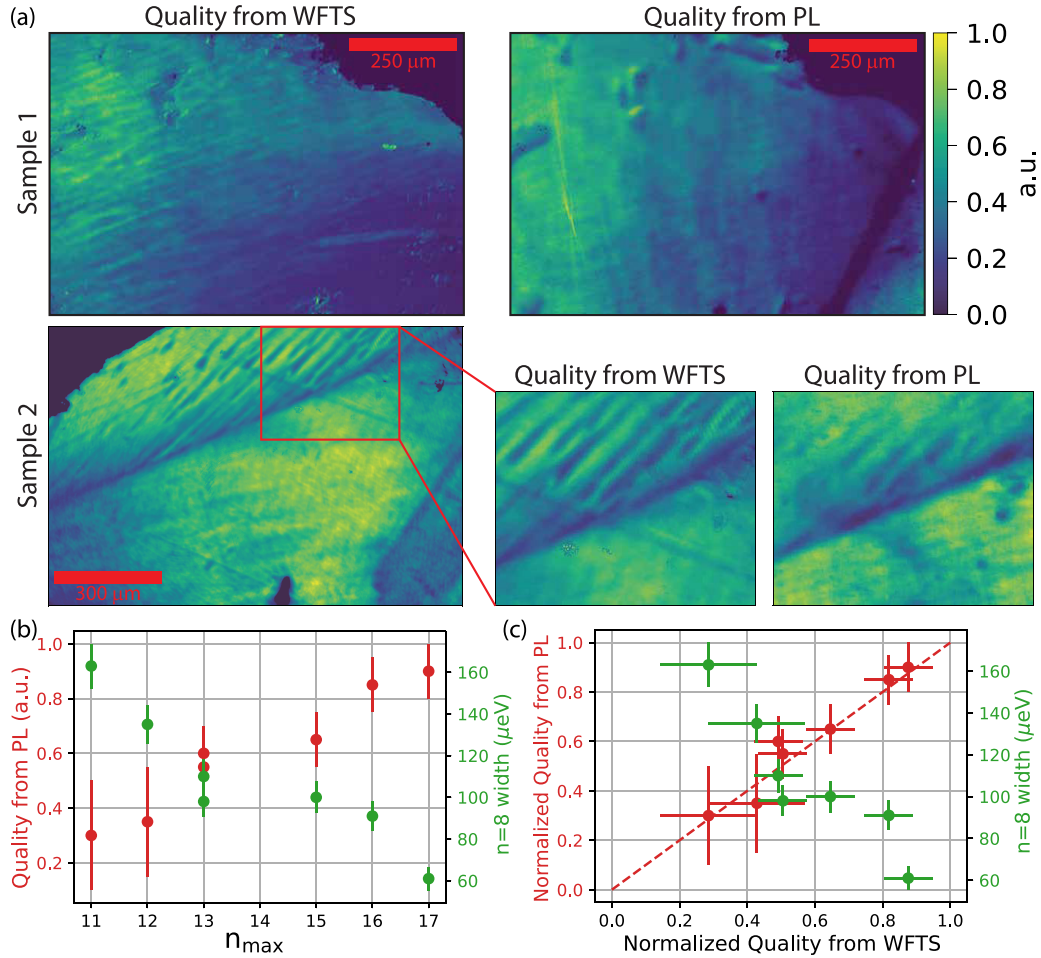 (a)
Quality from WFTS
Quality from PL
250 μm
250 μm
1.0
0.8
0.6
0.4
0.2
0.0
a.u.
Sample 1
Sample 2
300 μm
Quality from WFTS
Quality from PL
(b)
1.0
0.8
0.6
0.4
0.2
Quality from PL (a.u.)
160
140
120
100
80
60
n=8 width (μeV)
11
12
13
14
15
16
17
nmax
(c)
1.0
0.8
0.6
0.4
0.2
0.0
Normalized Quality from PL
160
140
120
100
80
60
n=8 width (μeV)
0.0
0.2
0.4
0.6
0.8
1.0
Normalized Quality from WFTS